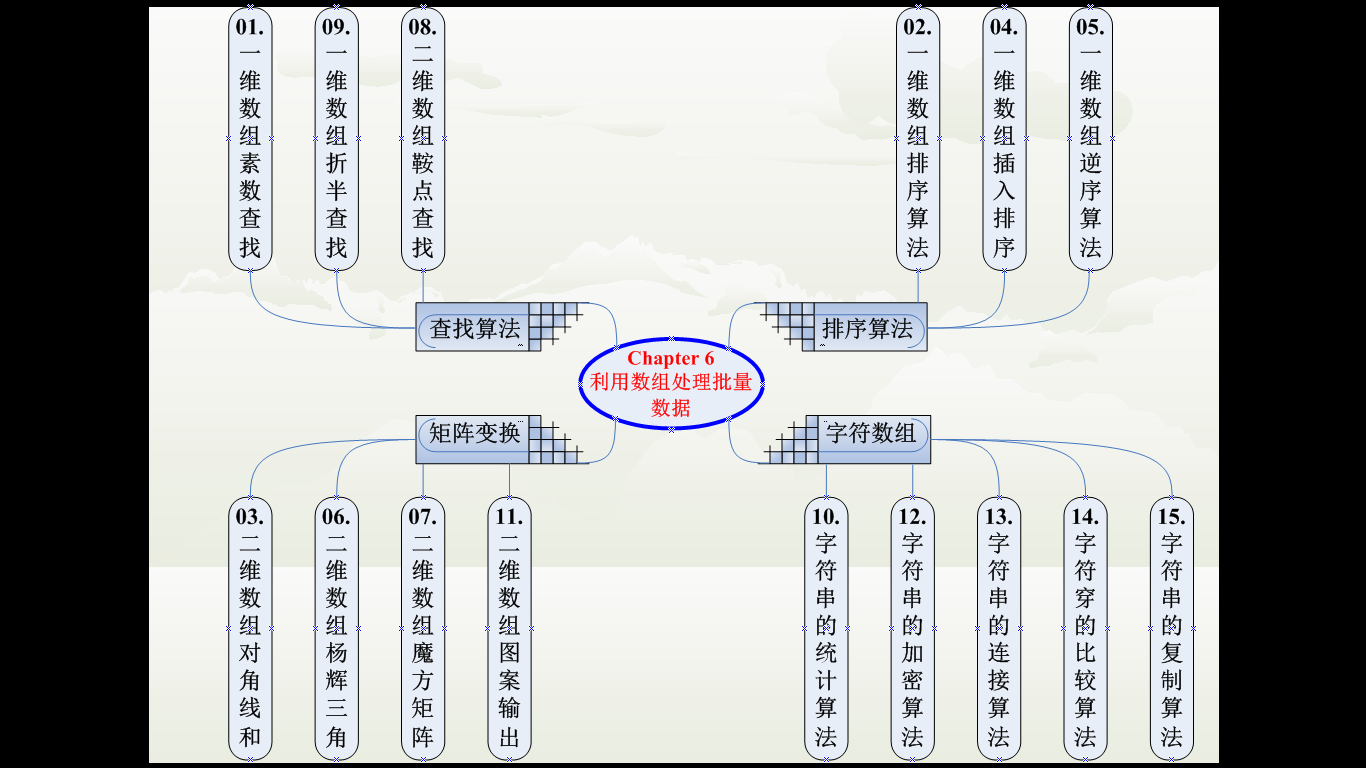 01.一维数组素数查找
09.一维数组折半查找
08.二维数组鞍点查找
02.一维数组排序算法
04.一维数组插入排序
05.一维数组逆序算法
查找算法
排序算法
Chapter 6
利用数组处理批量
数据
矩阵变换
字符数组
03.二维数组对角线和
06.二维数组杨辉三角
07.二维数组魔方矩阵
11.二维数组图案输出
10.字符串的统计算法
12.字符串的加密算法
13.字符串的连接算法
14.字符穿的比较算法
15.字符串的复制算法